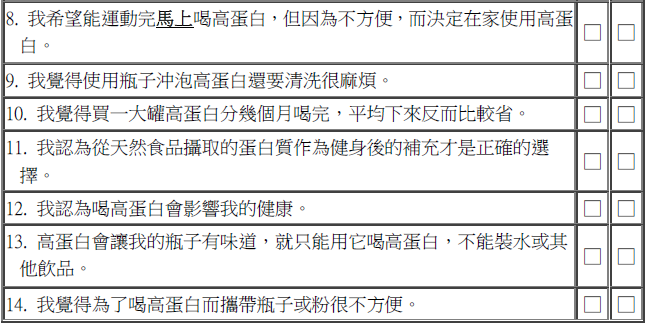 8. 我希望能運動完馬上喝高蛋白，但因為不方便，而決定在家使用高蛋
白。 □ □
9. 我覺得使用瓶子沖泡高蛋白還要清洗很麻煩。 □ □
10. 我覺得買一大罐高蛋白分幾個月喝完，平均下來反而比較省。 □ □
11. 我認為從天然食品攝取的蛋白質作為健身後的補充才是正確的選
擇。 □ □
12. 我認為喝高蛋白會影響我的健康。 □ □
13. 高蛋白會讓我的瓶子有味道，就只能用它喝高蛋白，不能裝水或其
他飲品。 □ □
14. 我覺得為了喝高蛋白而攜帶瓶子或粉很不方便。 □ □